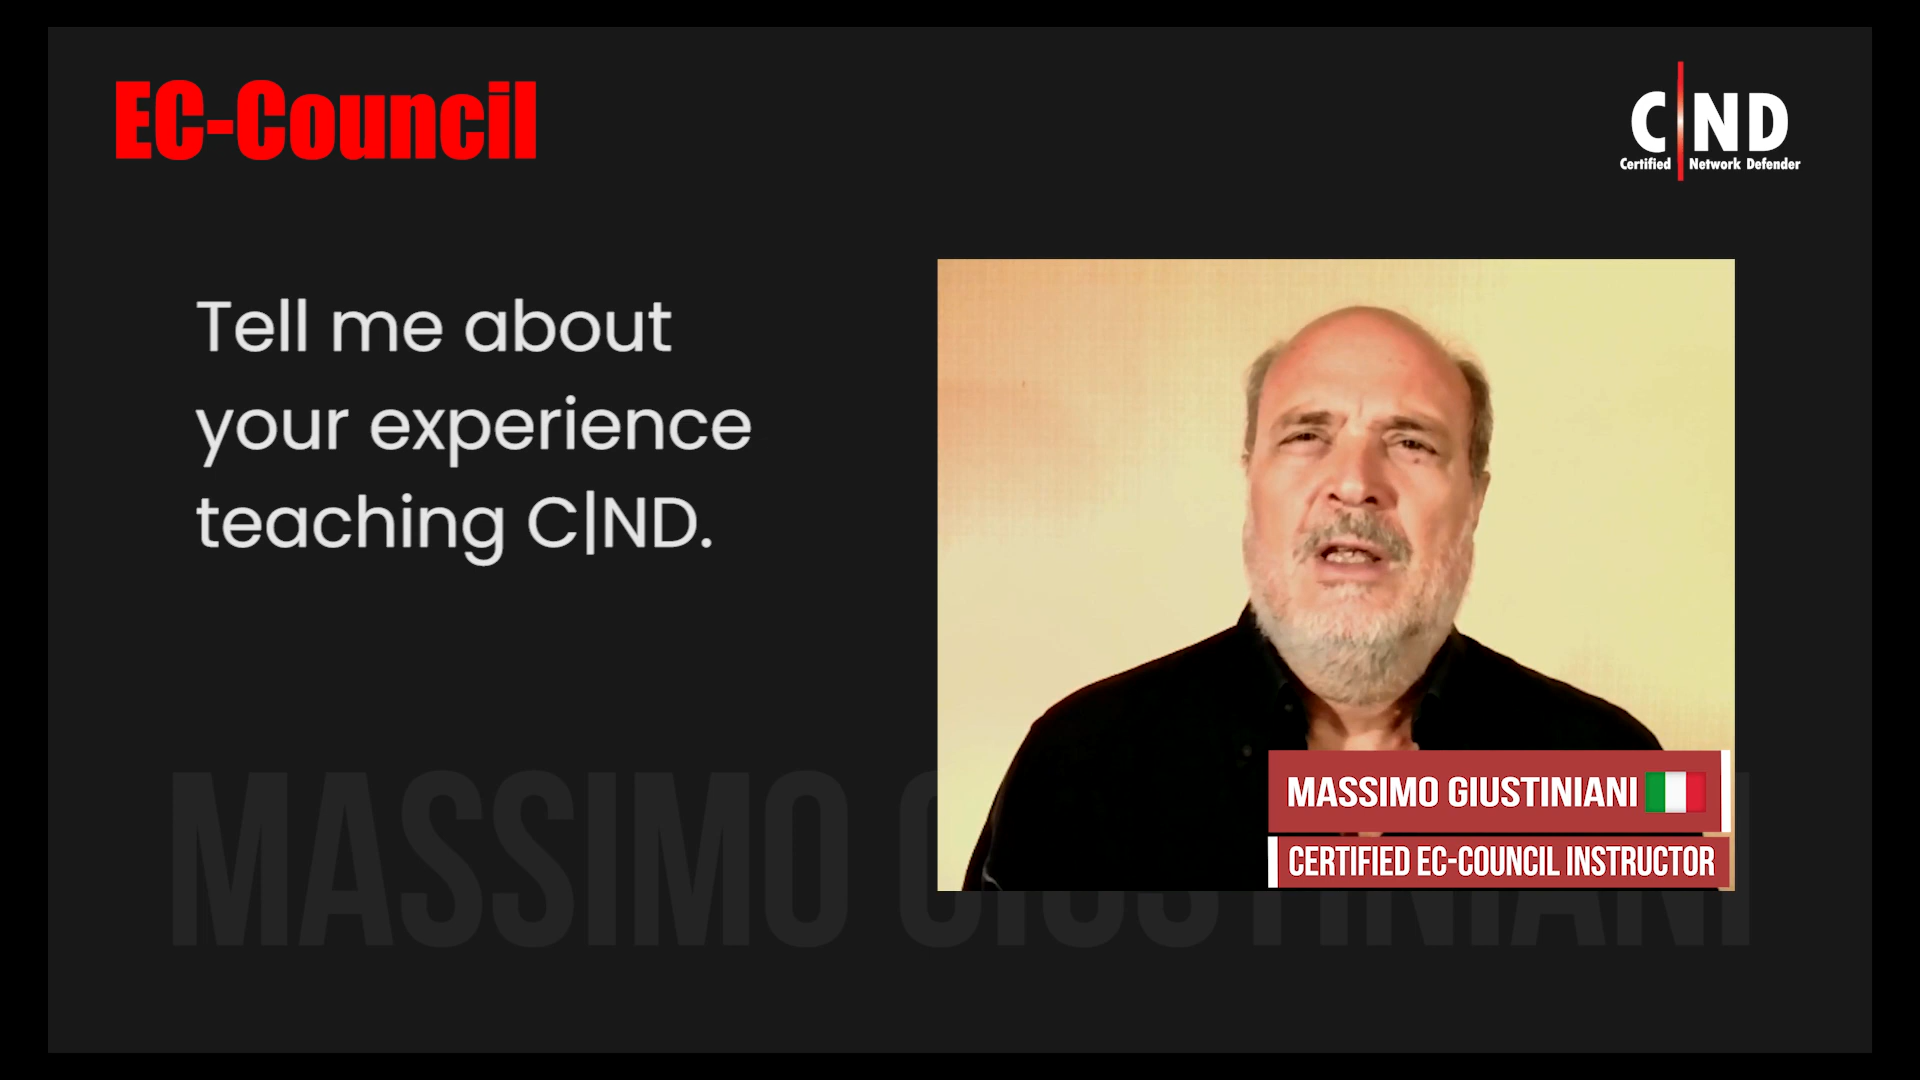 EC-Council
C|ND
Certified Network Defender
Tell me about
your experience
teaching C|ND.
MASSIMO GIUSTINIANI
CERTIFIED EC-COUNCIL INSTRUCTOR
MASSIMO GIUSTINIANI